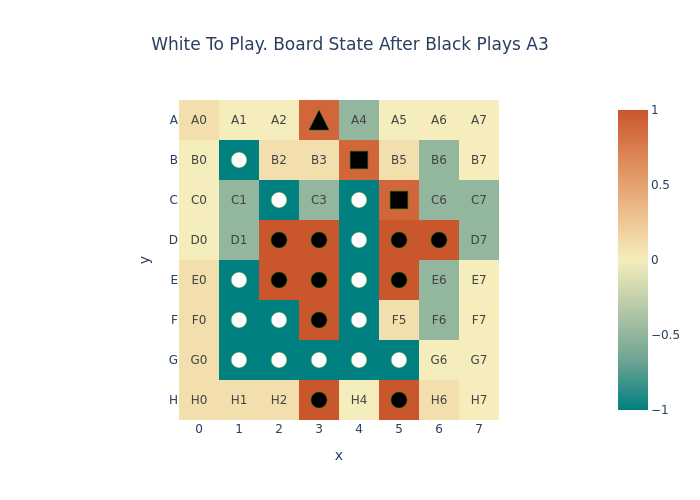 White To Play. Board State After Black Plays A3
A A0 A1 A2 A4 A5 A6 A7
B B0 B2 B3 B5 B6 B7
C C0 C1 C3 C6 C7
D D0 D1 D7
E E0 E6 E7
F F0 F5 F6 F7
G G0 G6 G7
H H0 H1 H2 H4 H6 H7
0 1 2 3 4 5 6 7
x
y
1
0.5
0
−0.5
−1